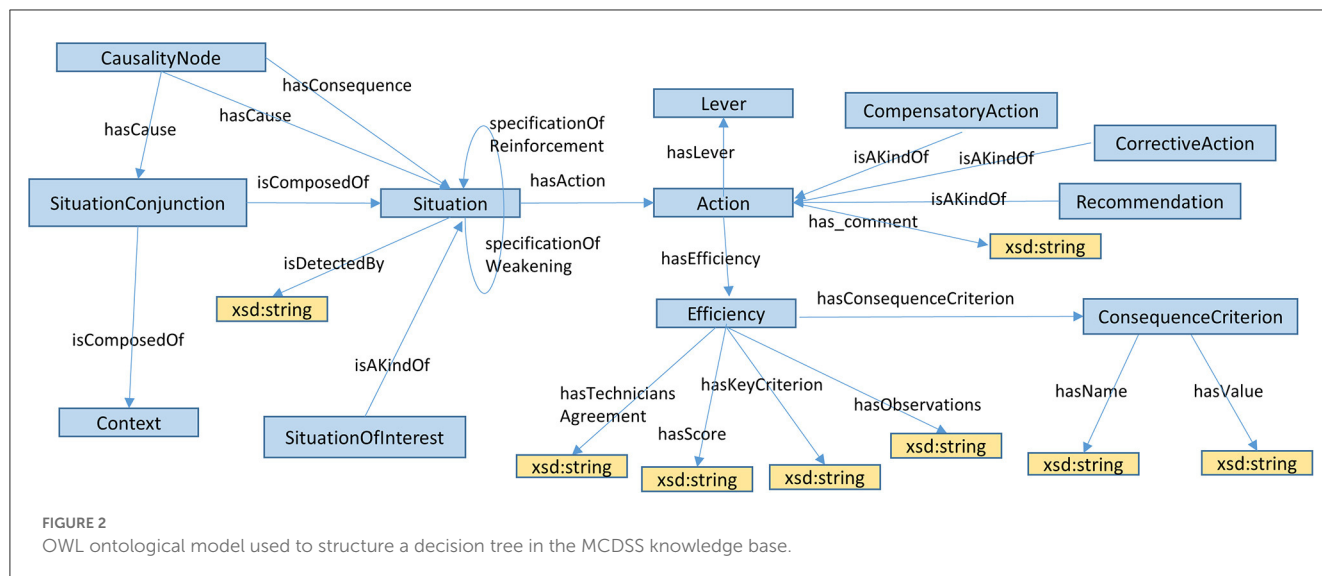 CausalityNode
hasConsequence
hasCause
hasCause
SituationConjunction
isComposedOf
isComposedOf
Context
specificationOf
Reinforcement
Situation
hasAction
specificationOf
Weakening
isDetectedBy
xsd:string
isAKindOf
SituationOfInterest
Lever
hasLever
CompensatoryAction
isAKindOf
CorrectiveAction
isAKindOf
Action
isAKindOf
Recommendation
has_comment
xsd:string
hasEfficiency
Efficiency
hasConsequenceCriterion
ConsequenceCriterion
hasTechnicians
Agreement
hasScore
hasKeyCriterion
hasObservations
xsd:string
xsd:string
xsd:string
xsd:string
hasName
hasValue
xsd:string
xsd:string
FIGURE 2
OWL ontological model used to structure a decision tree in the MCDSS knowledge base.